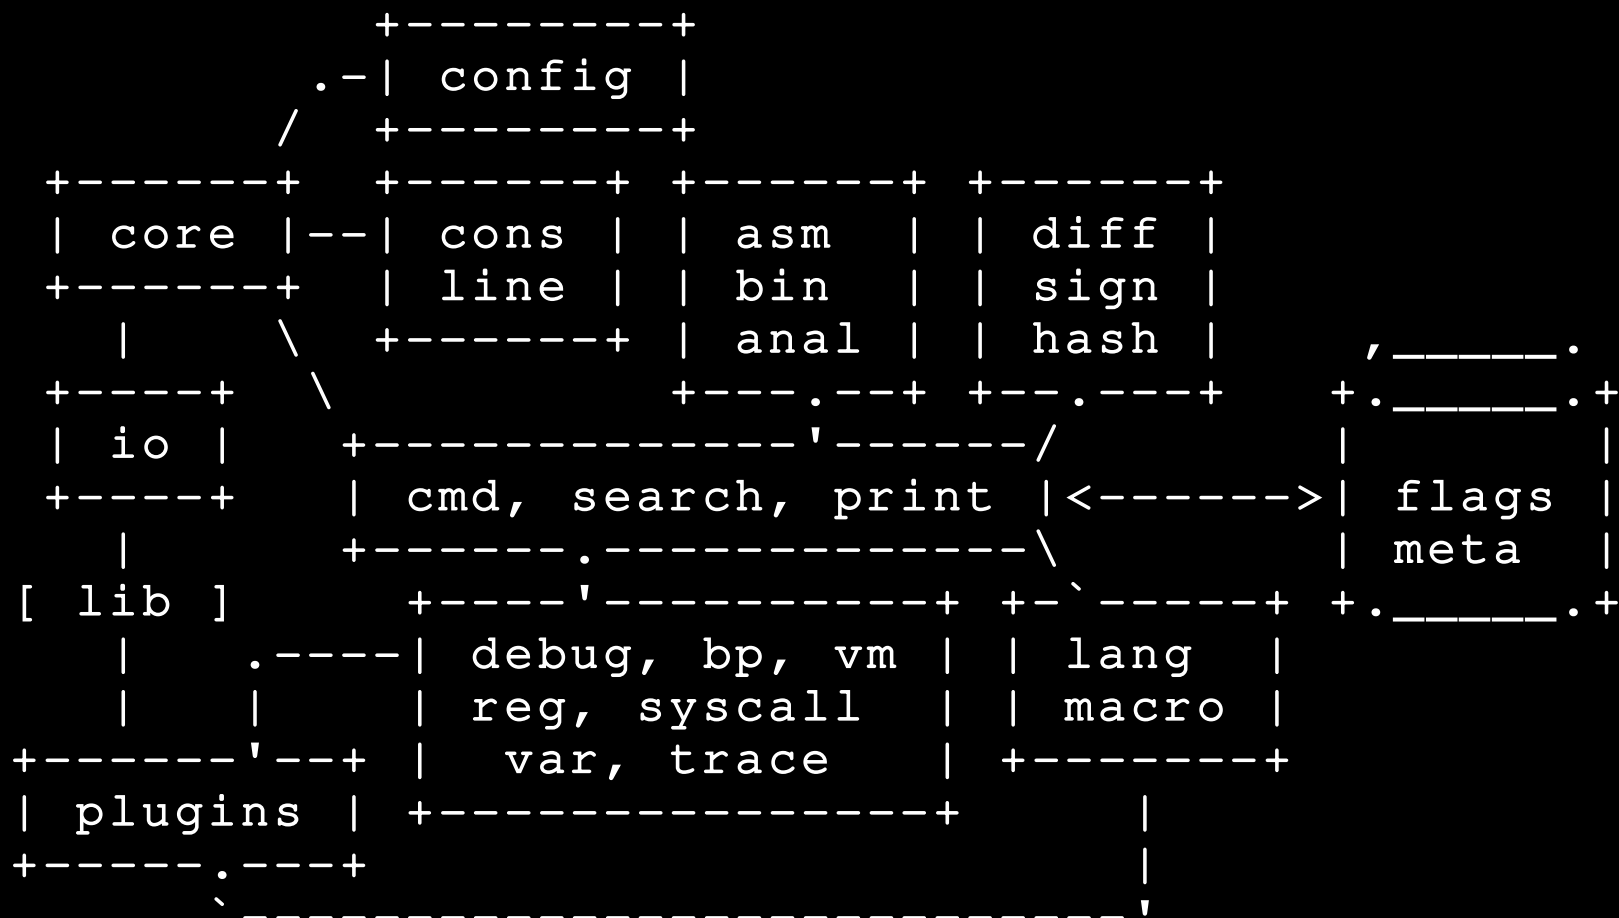 config
core cons asm diff
line bin sign
anal hash
io
cmd, search, print flags
meta
[ lib ]
debug, bp, vm lang
reg, syscall macro
var, trace
plugins